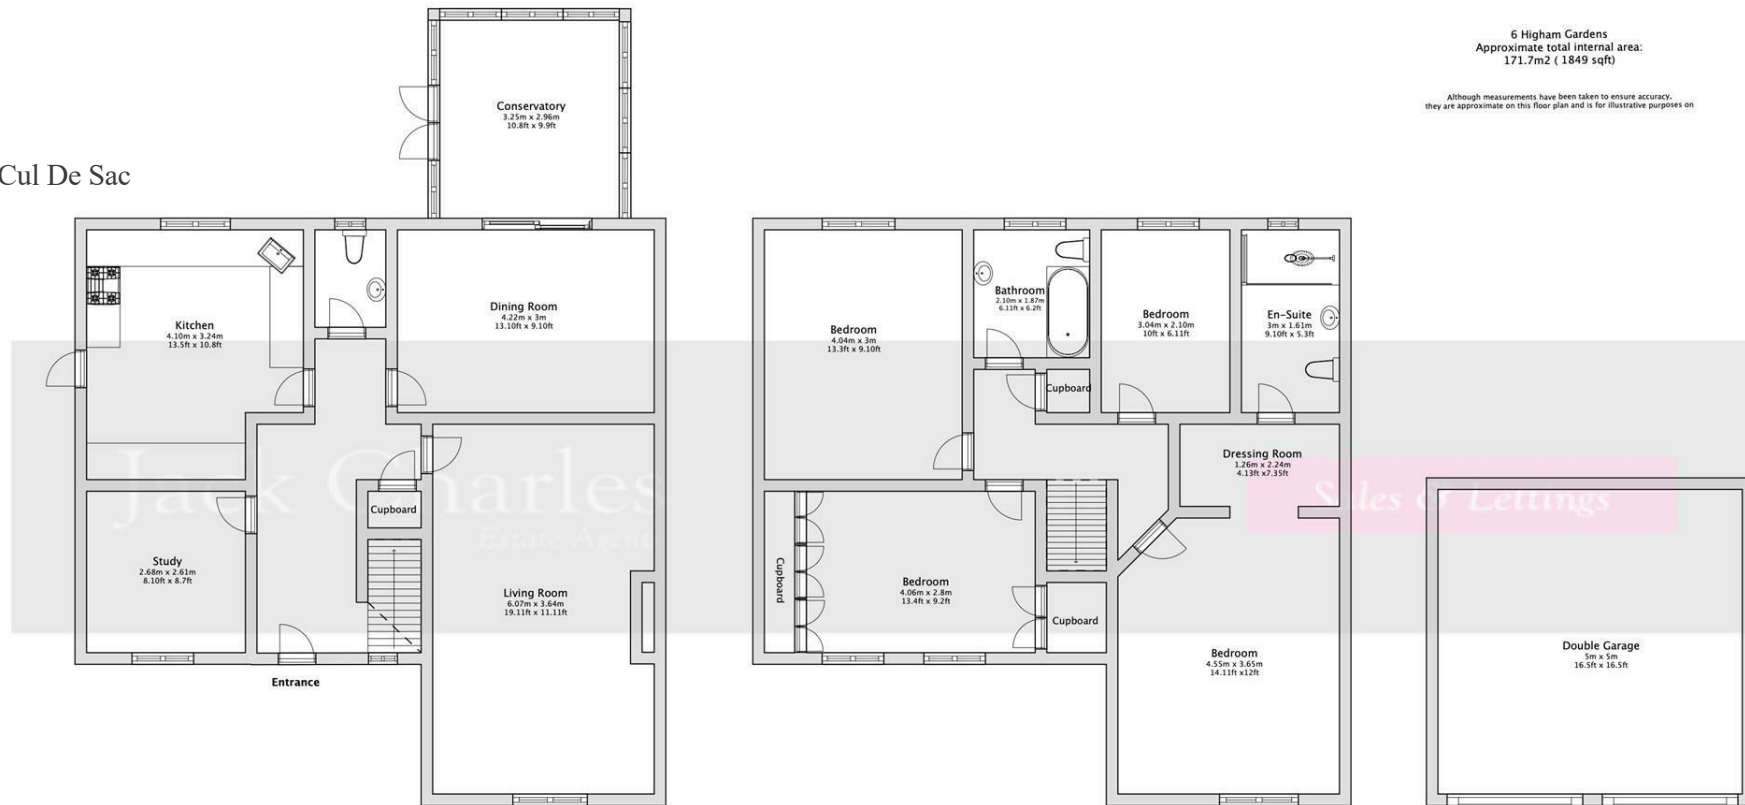 6 Higham Gardens
Approximate total internal area:
171.7m2 ( 1849 sqft)
Although measurements have been taken to ensure accuracy,
they are approximate on this floor plan and is for illustrative purposes on
Cul De Sac
Conservatory
3.25m x 2.96m
10.8ft x 9.9ft
Kitchen
4.10m x 3.24m
13.5ft x 10.8ft
Dining Room
4.22m x 3m
13.10ft x 9.10ft
Study
2.68m x 2.61m
8.10ft x 8.7ft
Cupboard
Living Room
6.07m x 3.64m
19.11ft x 11.11ft
Entrance
Bedroom
4.04m x 3m
13.3ft x 9.10ft
Bathroom
2.10m x 1.87m
6.11ft x 6.2ft
Bedroom
3.04m x 2.10m
10ft x 6.11ft
En-Suite
3m x 1.61m
9.10ft x 5.3ft
Cupboard
Dressing Room
1.26m x 2.24m
4.13ft x7.35ft
Cupboard
Bedroom
4.06m x 2.8m
13.4ft x 9.2ft
Cupboard
Bedroom
4.55m x 3.65m
14.11ft x12ft
Double Garage
5m x 5m
16.5ft x 16.5ft
Jack Charles
Estate Agents
Sales & Lettings